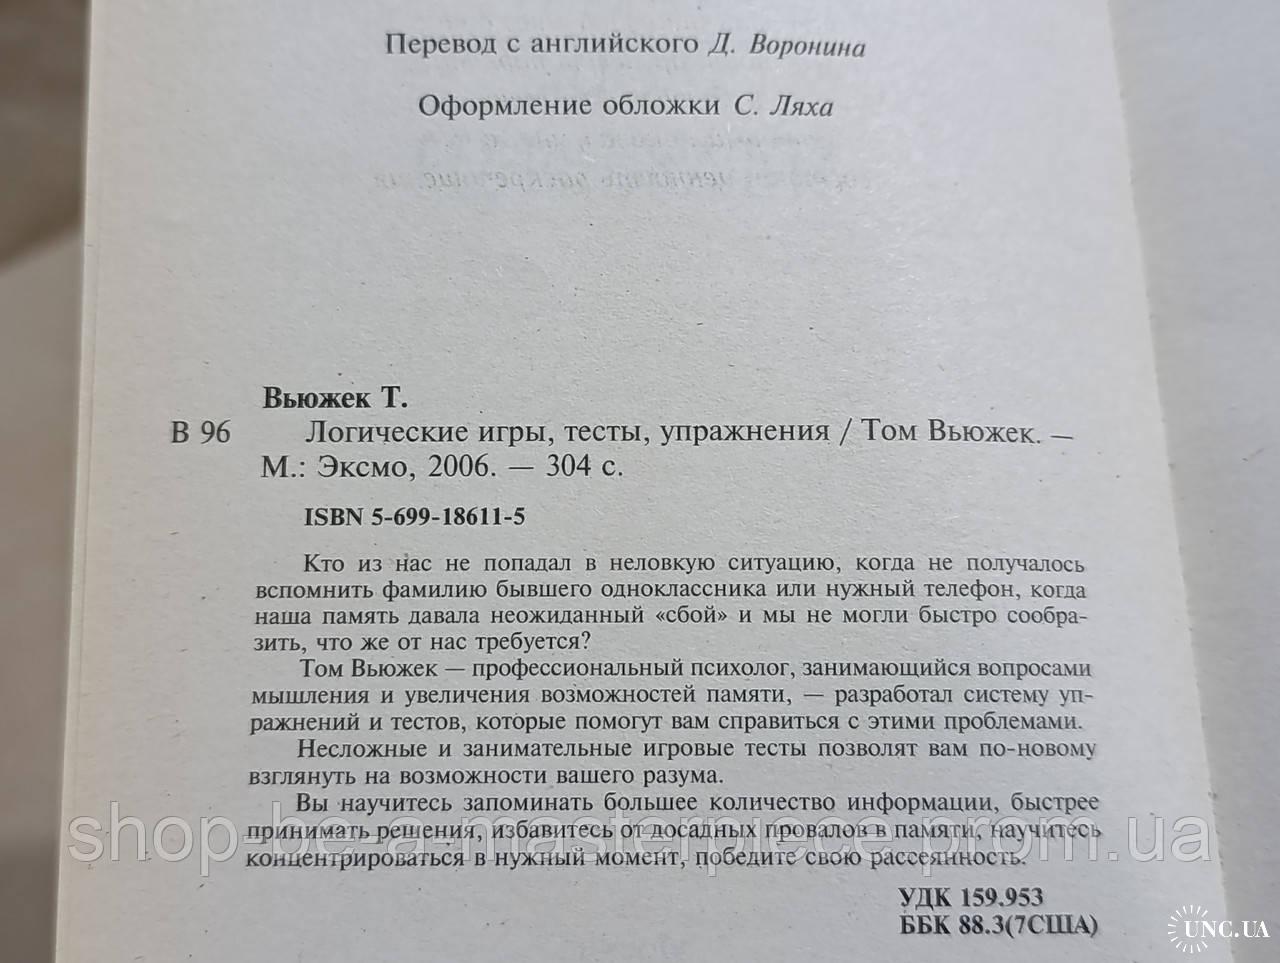 Перевод с английского Д. Воронина
Оформление обложки С. Ляха
Вьюжек Т.
В 96 Логические игры, тесты, упражнения / Том Вьюжек. —
М.: Эксмо, 2006. — 304 с.
ISBN 5-699-18611-5
Кто из нас не попадал в неловкую ситуацию, когда не получалось
вспомнить фамилию бывшего одноклассника или нужный телефон, когда
наша память давала неожиданный «сбой» и мы не могли быстро сообра-
зить, что же от нас требуется?
Том Вьюжек — профессиональный психолог, занимающийся вопросами
мышления и увеличения возможностей памяти, — разработал систему уп-
ражнений и тестов, которые помогут вам справиться с этими проблемами.
Несложные и занимательные игровые тесты позволят вам по-новому
взглянуть на возможности вашего разума.
Вы научитесь запоминать большее количество информации, быстрее
принимать решения, избавитесь от досадных провалов в памяти, научитесь
концентрироваться в нужный момент, победите свою рассеянность.
shop-be-a-masterpiece.prom.ua
УДК 159.953
ББК 88.3(7США)
UNC.UA